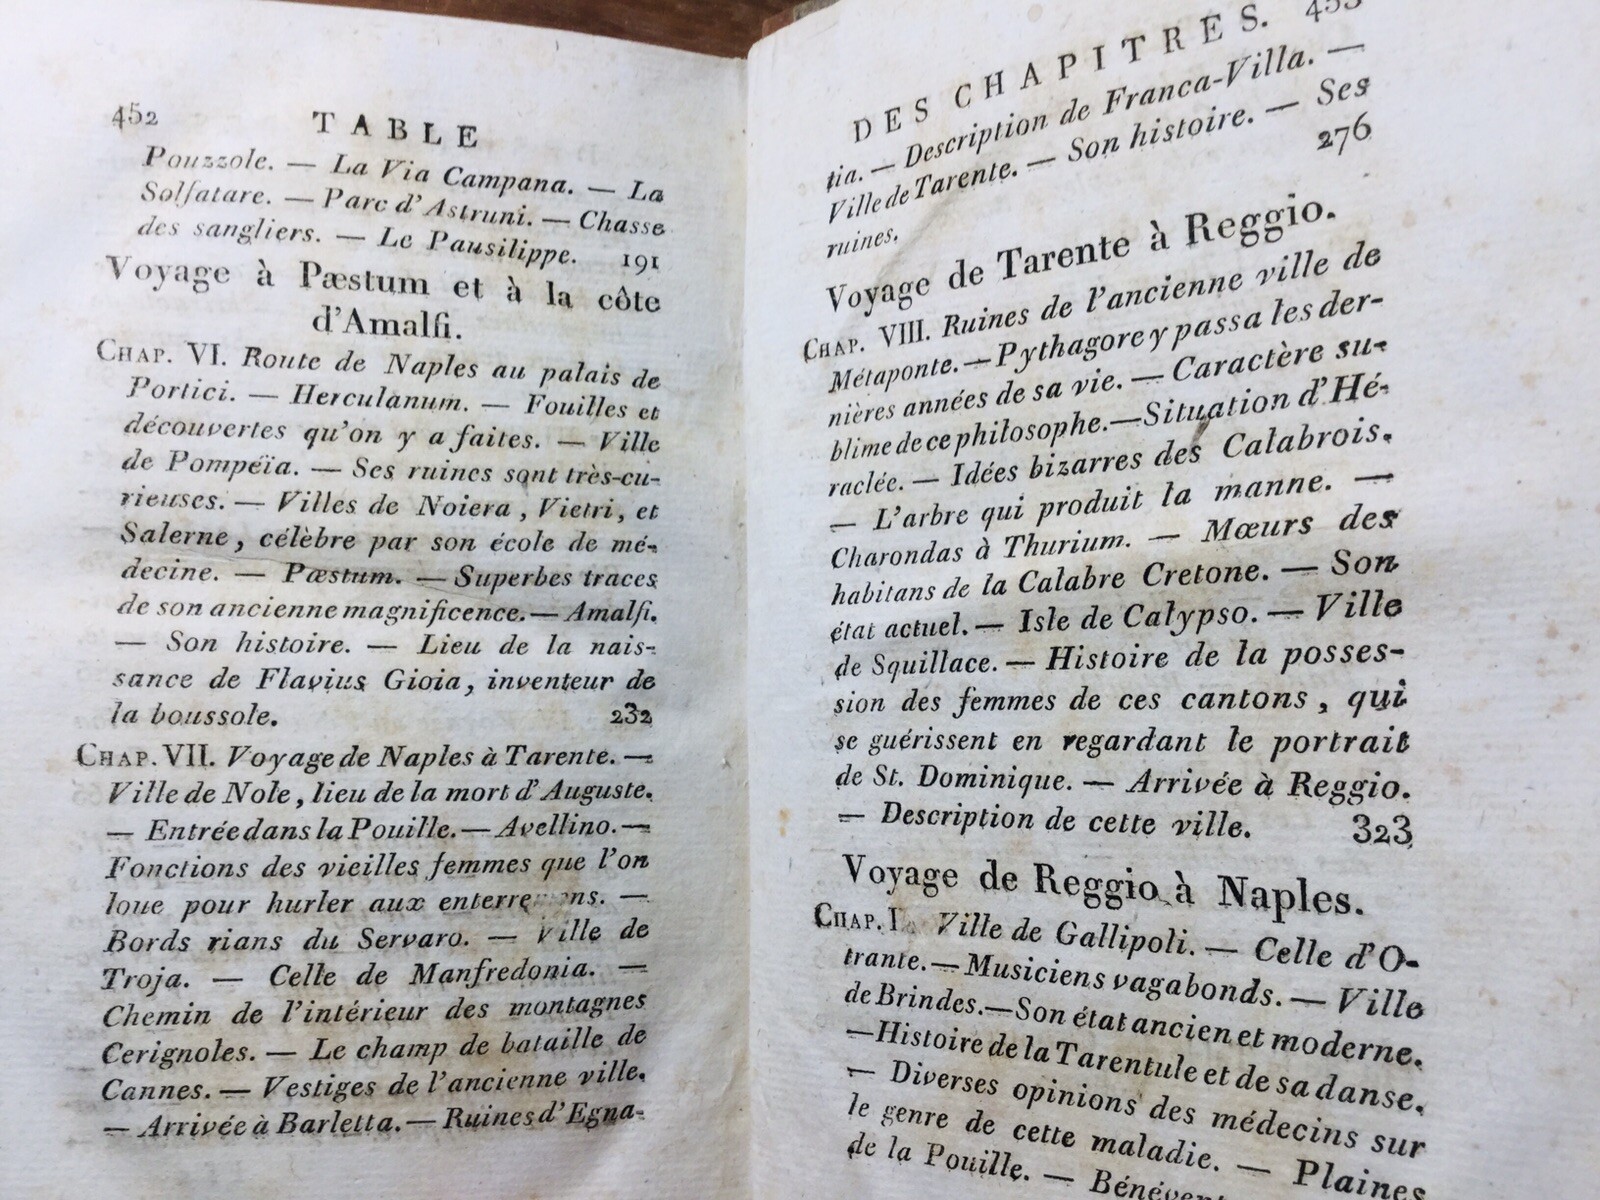 452
TABLE
Pouzzole. — La Via Campana. — La
Solfatare. — Parc d'Astruni. — Chasse
des sangliers. — Le Pausilippe. 191
Voyage à Pæstum et à la côte
d'Amalfi.
CHAP. VI. Route de Naples au palais de
Portici. — Herculanum. — Fouilles et
découvertes qu'on y a faites. — Ville
de Pompéïa. — Ses ruines sont très-cu-
rieuses. — Villes de Noiera, Vietri, et
Salerne, célèbre par son école de mé-
decine. — Pæstum. — Superbes traces
de son ancienne magnificence. — Amalfi.
— Son histoire. — Lieu de la nais-
sance de Flavius Gioia, inventeur de
la boussole. 232
CHAP. VII. Voyage de Naples à Tarente. —
Ville de Nole, lieu de la mort d'Auguste.
— Entrée dans la Pouille. — Avellino. —
Fonctions des vieilles femmes que l'on
loue pour hurler aux
Bords rians du Servaro. — Ville de
Troja. — Celle de Manfredonia. —
Chemin de l'intérieur des montagnes
Cerignoles. — Le champ de bataille de
Cannes. — Vestiges de l'ancienne ville.
— Arrivée à Barletta. — Ruines d'Egna-
DES CHAPITRES. 453
tia. — Description de Franca-Villa. —
Ville de Tarente. — Son histoire. — Ses
ruines. 276
Voyage de Tarente à Reggio.
CHAP. VIII. Ruines de l'ancienne ville de
Métaponte. — Pythagore y passa les der-
nières années de sa vie. — Caractère su-
blime de ce philosophe. — Situation d'Hé-
raclée. — Idées bizarres des Calabrois.
— L'arbre qui produit la manne. —
Charondas à Thurium. — Mœurs des
habitans de la Calabre Cretone. — Son
état actuel. — Isle de Calypso. — Ville
de Squillace. — Histoire de la posses-
sion des femmes de ces cantons, qui
se guérissent en regardant le portrait
de St. Dominique. — Arrivée à Reggio.
— Description de cette ville. 323
Voyage de Reggio à Naples.
CHAP. Ville de Gallipoli. — Celle d'O-
trante. — Musiciens vagabonds. — Ville
de Brindes. — Son état ancien et moderne.
— Histoire de la Tarentule et de sa danse.
— Diverses opinions des médecins sur
le genre de cette maladie. — Plaines
de la Pouille. —